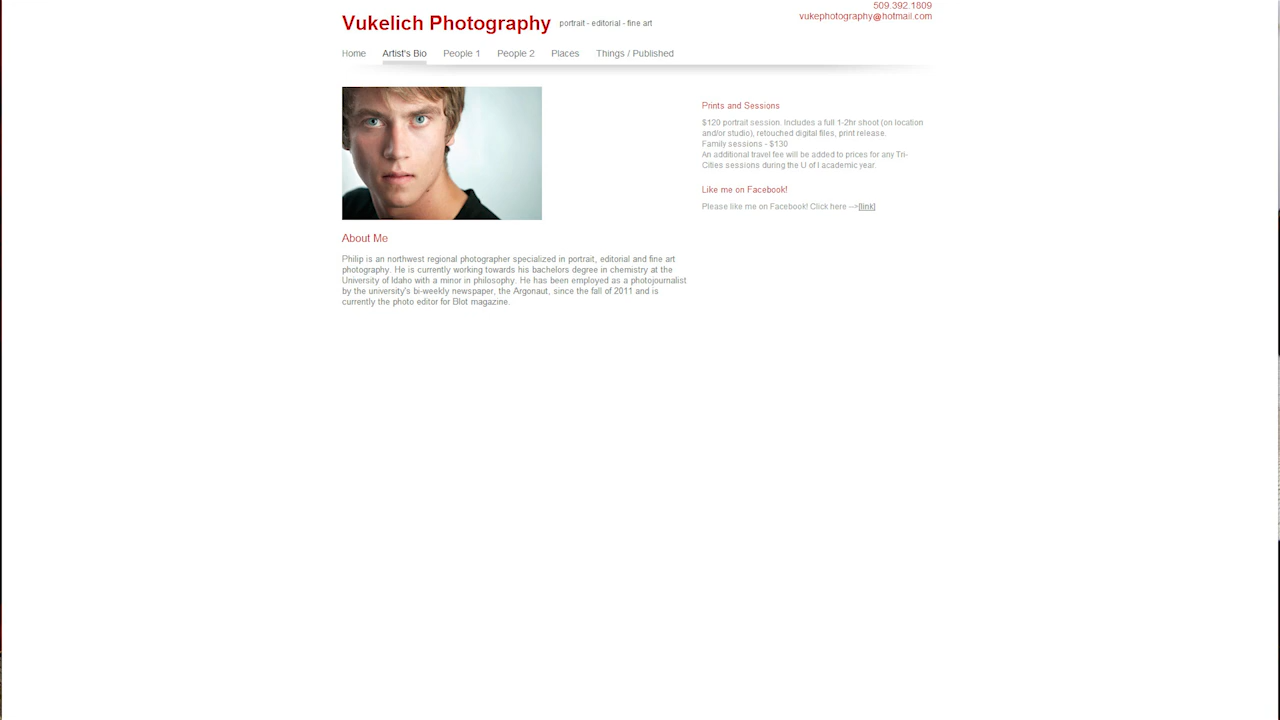 509.392.1809
Vukelich Photography portrait - editorial - fine art
vukephotography@hotmail.com
Home Artist's Bio People 1 People 2 Places Things / Published
Prints and Sessions
$120 portrait session. Includes a full 1-2hr shoot (on location
and/or studio), retouched digital files, print release.
Family sessions - $130
An additional travel fee will be added to prices for any Tri-
Cities sessions during the U of I academic year.
Like me on Facebook!
Please like me on Facebook! Click here -->[link]
About Me
Philip is an northwest regional photographer specialized in portrait, editorial and fine art
photography. He is currently working towards his bachelors degree in chemistry at the
University of Idaho with a minor in philosophy. He has been employed as a photojournalist
by the university's bi-weekly newspaper, the Argonaut, since the fall of 2011 and is
currently the photo editor for Blot magazine.